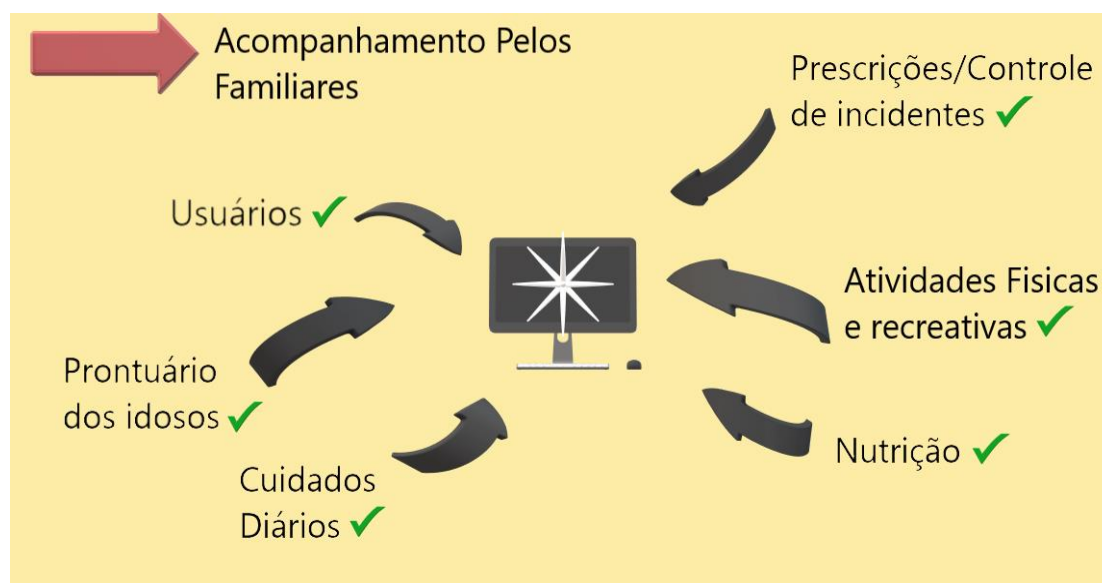 Acompanhamento Pelos
Familiares
Prescrições/Controle
de incidentes
Usuários
Atividades Fisicas
e recreativas
Prontuário
dos idosos
Nutrição
Cuidados
Diários